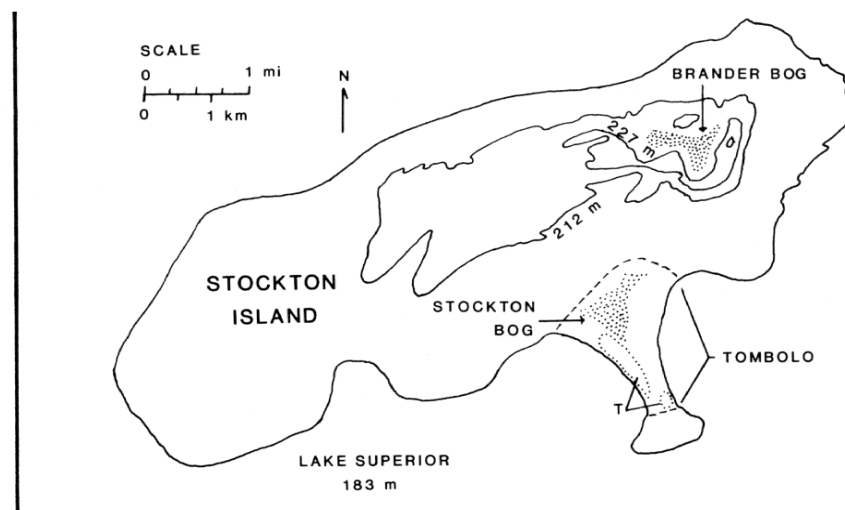 SCALE
0 1 mi
0 1 km
N
BRANDER BOG
227 m
212 m
STOCKTON
ISLAND
STOCKTON
BOG
TOMBOLO
T
LAKE SUPERIOR
183 m